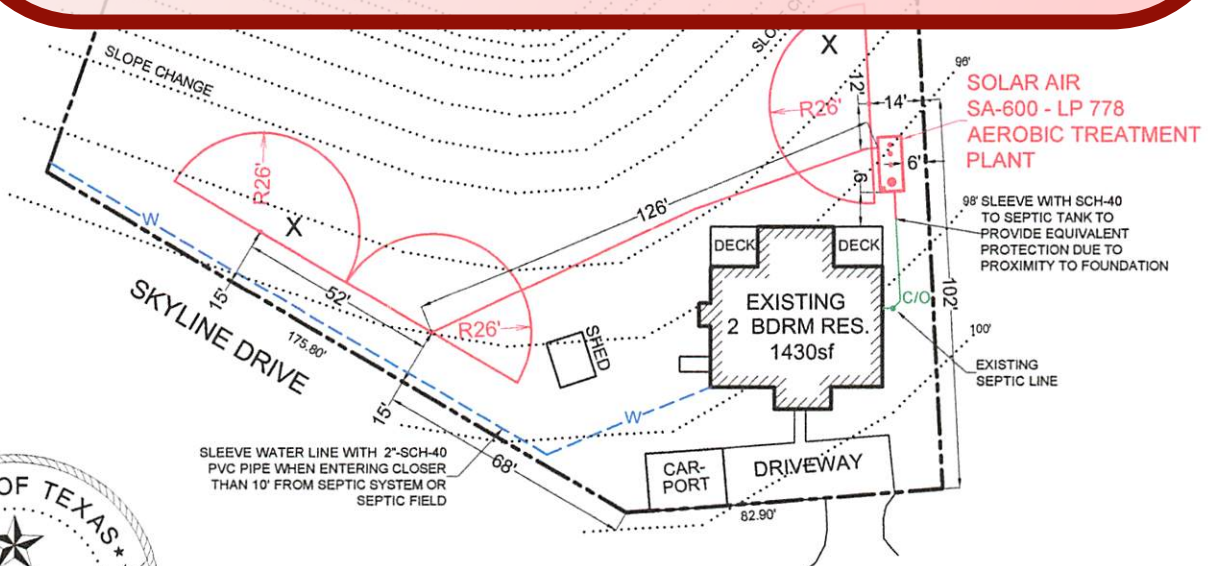 SLOPE CHANGE
X
96'
SOLAR AIR
SA-600 - LP 778
AEROBIC TREATMENT
PLANT
12'
14'
R26'
6'
9'
R26'
X
126'
98'
SLEEVE WITH SCH-40
TO SEPTIC TANK TO
PROVIDE EQUIVALENT
PROTECTION DUE TO
PROXIMITY TO FOUNDATION
W
DECK
DECK
15'
52'
SKYLINE DRIVE
175.80'
R26'
SHED
EXISTING
2 BDRM RES.
1430sf
C/O
102'
100'
EXISTING
SEPTIC LINE
15'
W
68'
SLEEVE WATER LINE WITH 2"-SCH-40
PVC PIPE WHEN ENTERING CLOSER
THAN 10' FROM SEPTIC SYSTEM OR
SEPTIC FIELD
CAR-
PORT
DRIVEWAY
82.90'
OF TEXAS